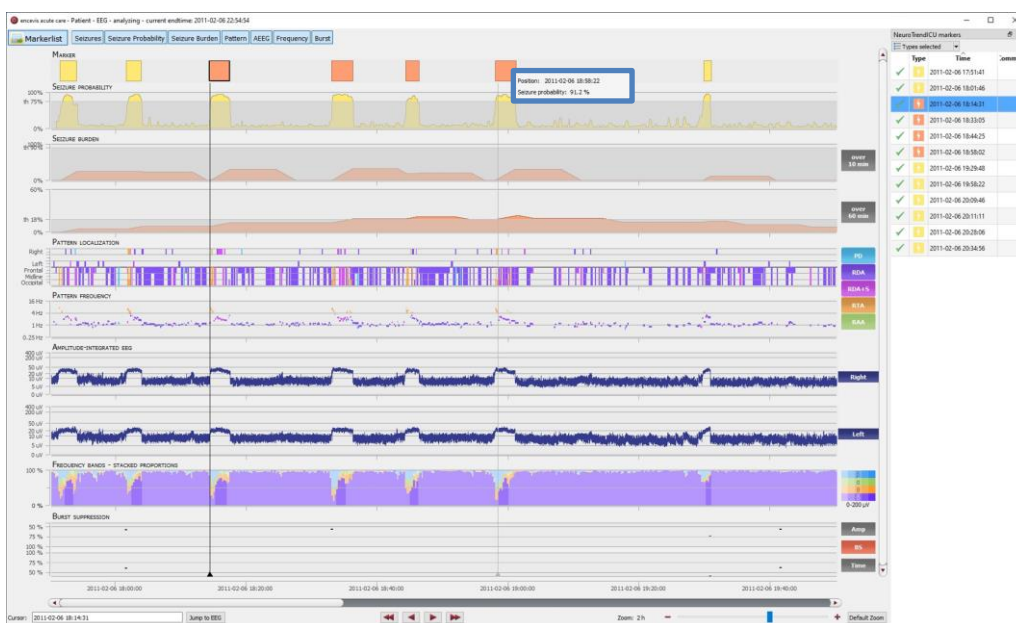 encevis acute care - Patient - EEG - analyzing - current endtime: 2011-02-06 22:54:54
Markerlist Seizures Seizure Probability Seizure Burden Pattern AEEG Frequency Burst
NeuroTrendICU markers
Types selected
Type Time Comm
2011-02-06 17:51:41
2011-02-06 18:01:46
2011-02-06 18:14:31
2011-02-06 18:33:05
2011-02-06 18:44:25
2011-02-06 18:58:02
2011-02-06 19:29:48
2011-02-06 19:58:22
2011-02-06 20:09:46
2011-02-06 20:11:11
2011-02-06 20:28:06
2011-02-06 20:34:56
MARKER
Position: 2011-02-06 18:58:22
Seizure probability: 91.2 %
SEIZURE PROBABILITY
100%
th 75%
0%
SEIZURE BURDEN
100%
th 90%
over
10 min
0%
60%
th 18%
over
60 min
0%
PATTERN LOCALIZATION
Right
Left
Frontal
Midline
Occipital
PD
RDA
RDA+S
RTA
RAA
PATTERN FREQUENCY
16 Hz
4 Hz
1 Hz
0.25 Hz
AMPLITUDE-INTEGRATED EEG
400 uV
200 uV
50 uV
20 uV
10 uV
5 uV
0 uV
Right
400 uV
200 uV
50 uV
20 uV
10 uV
5 uV
0 uV
Left
FREQUENCY BANDS - STACKED PROPORTIONS
100 %
0 %
0-200 µV
BURST SUPPRESSION
50 %
75 %
100 %
100 %
75 %
50 %
Amp
BS
Time
2011-02-06 18:00:00 2011-02-06 18:20:00 2011-02-06 18:40:00 2011-02-06 19:00:00 2011-02-06 19:20:00 2011-02-06 19:40:00
Cursor: 2011-02-06 18:14:31 Jump to EEG Zoom: 2 h Default Zoom